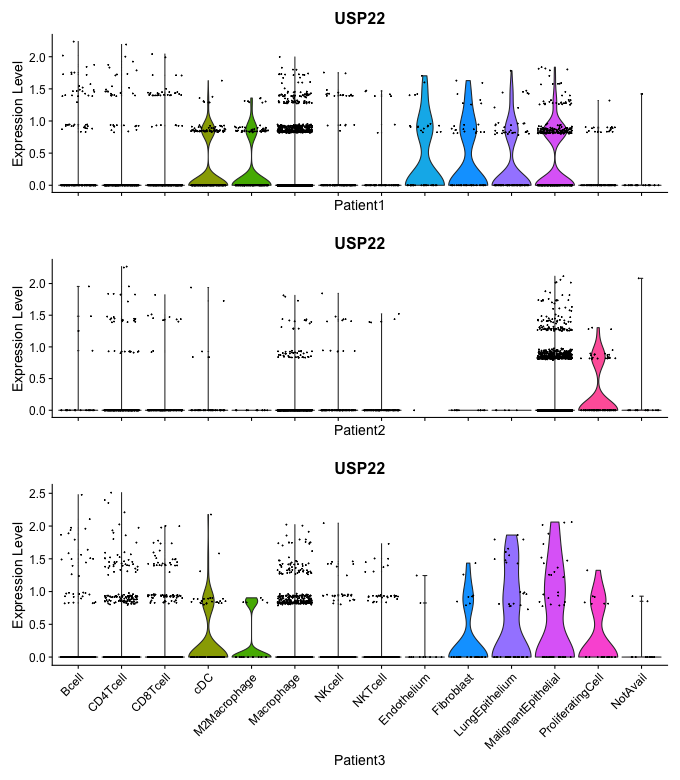 USP22
Expression Level
2.0
1.5
1.0
0.5
0.0
Patient1
USP22
Expression Level
2.0
1.5
1.0
0.5
0.0
Patient2
USP22
Expression Level
2.5
2.0
1.5
1.0
0.5
0.0
Bcell
CD4Tcell
CD8Tcell
cDC
M2Macrophage
Macrophage
NKcell
NKTcell
Endothelium
Fibroblast
LungEpithelium
MalignantEpithelial
ProliferatingCell
NotAvail
Patient3